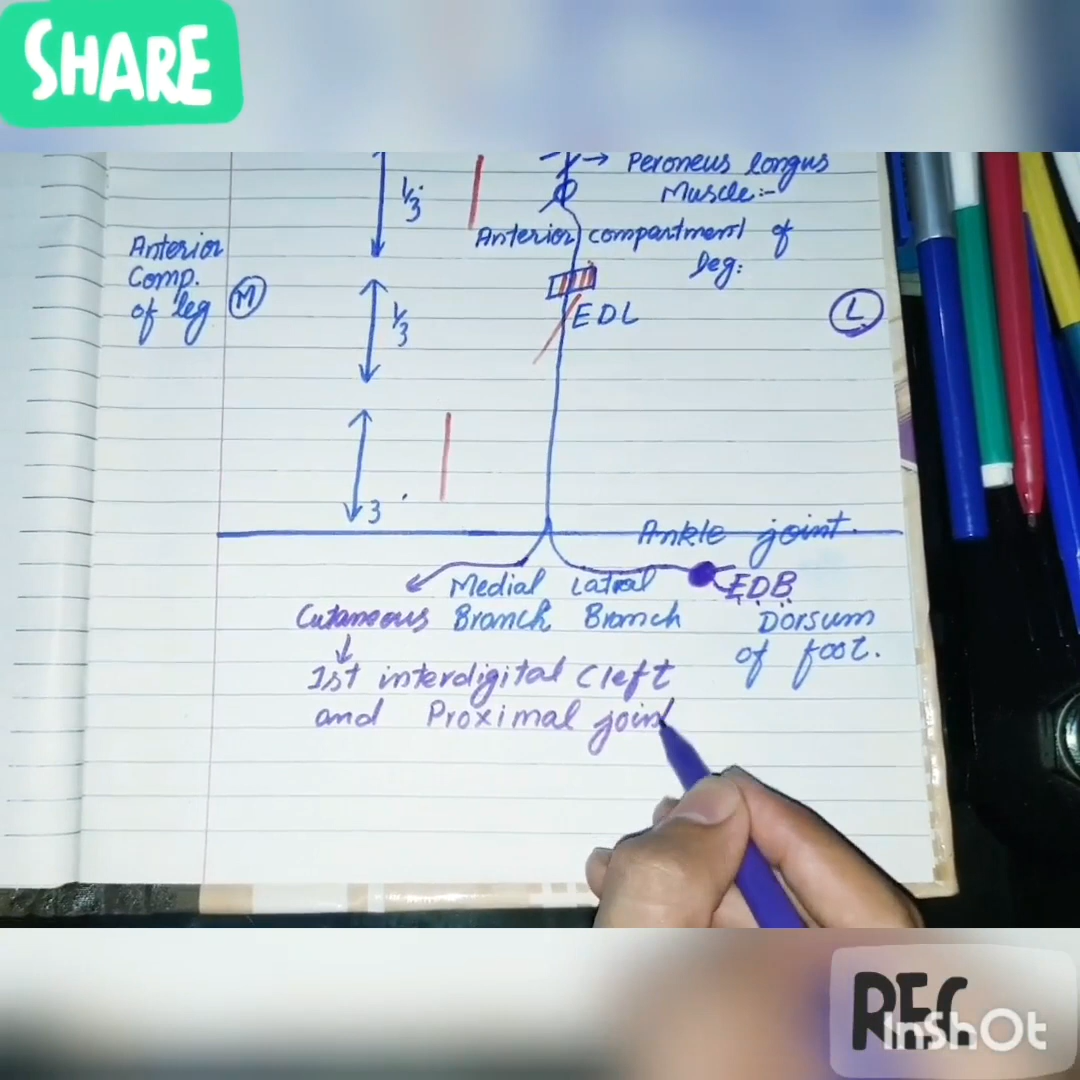 SHARE
→ Peroneus longus
Muscle:-
1/3
Anterior compartment of
Deg:
Anterior
Comp.
of leg
M
1/3
EDL
L
3
Ankle joint.
Medial Latral
EDB
Cutaneous Branch Branch
Dorsum
of foot.
1st interdigital Cleft
and Proximal joint
REC
InShOt